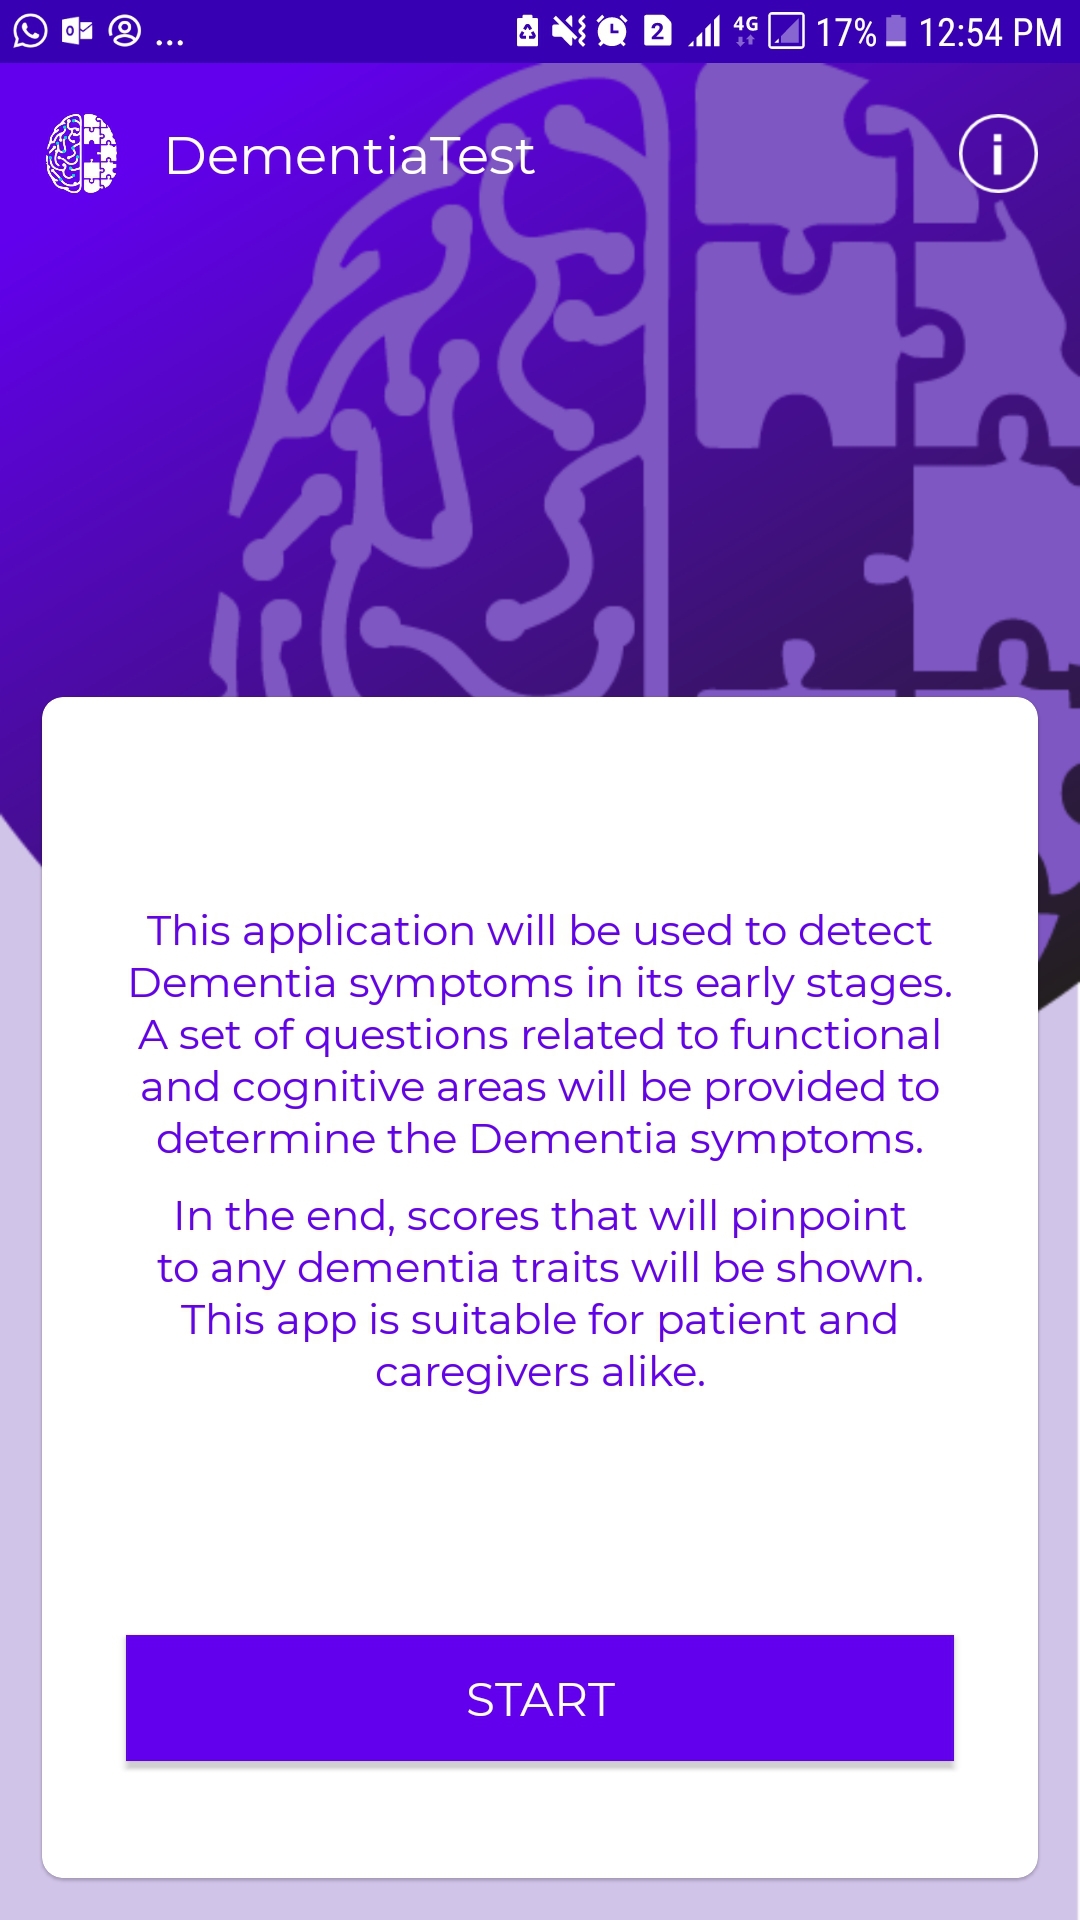 ... 2 4G 17% 12:54 PM
DementiaTest i
This application will be used to detect
Dementia symptoms in its early stages.
A set of questions related to functional
and cognitive areas will be provided to
determine the Dementia symptoms.
In the end, scores that will pinpoint
to any dementia traits will be shown.
This app is suitable for patient and
caregivers alike.
START